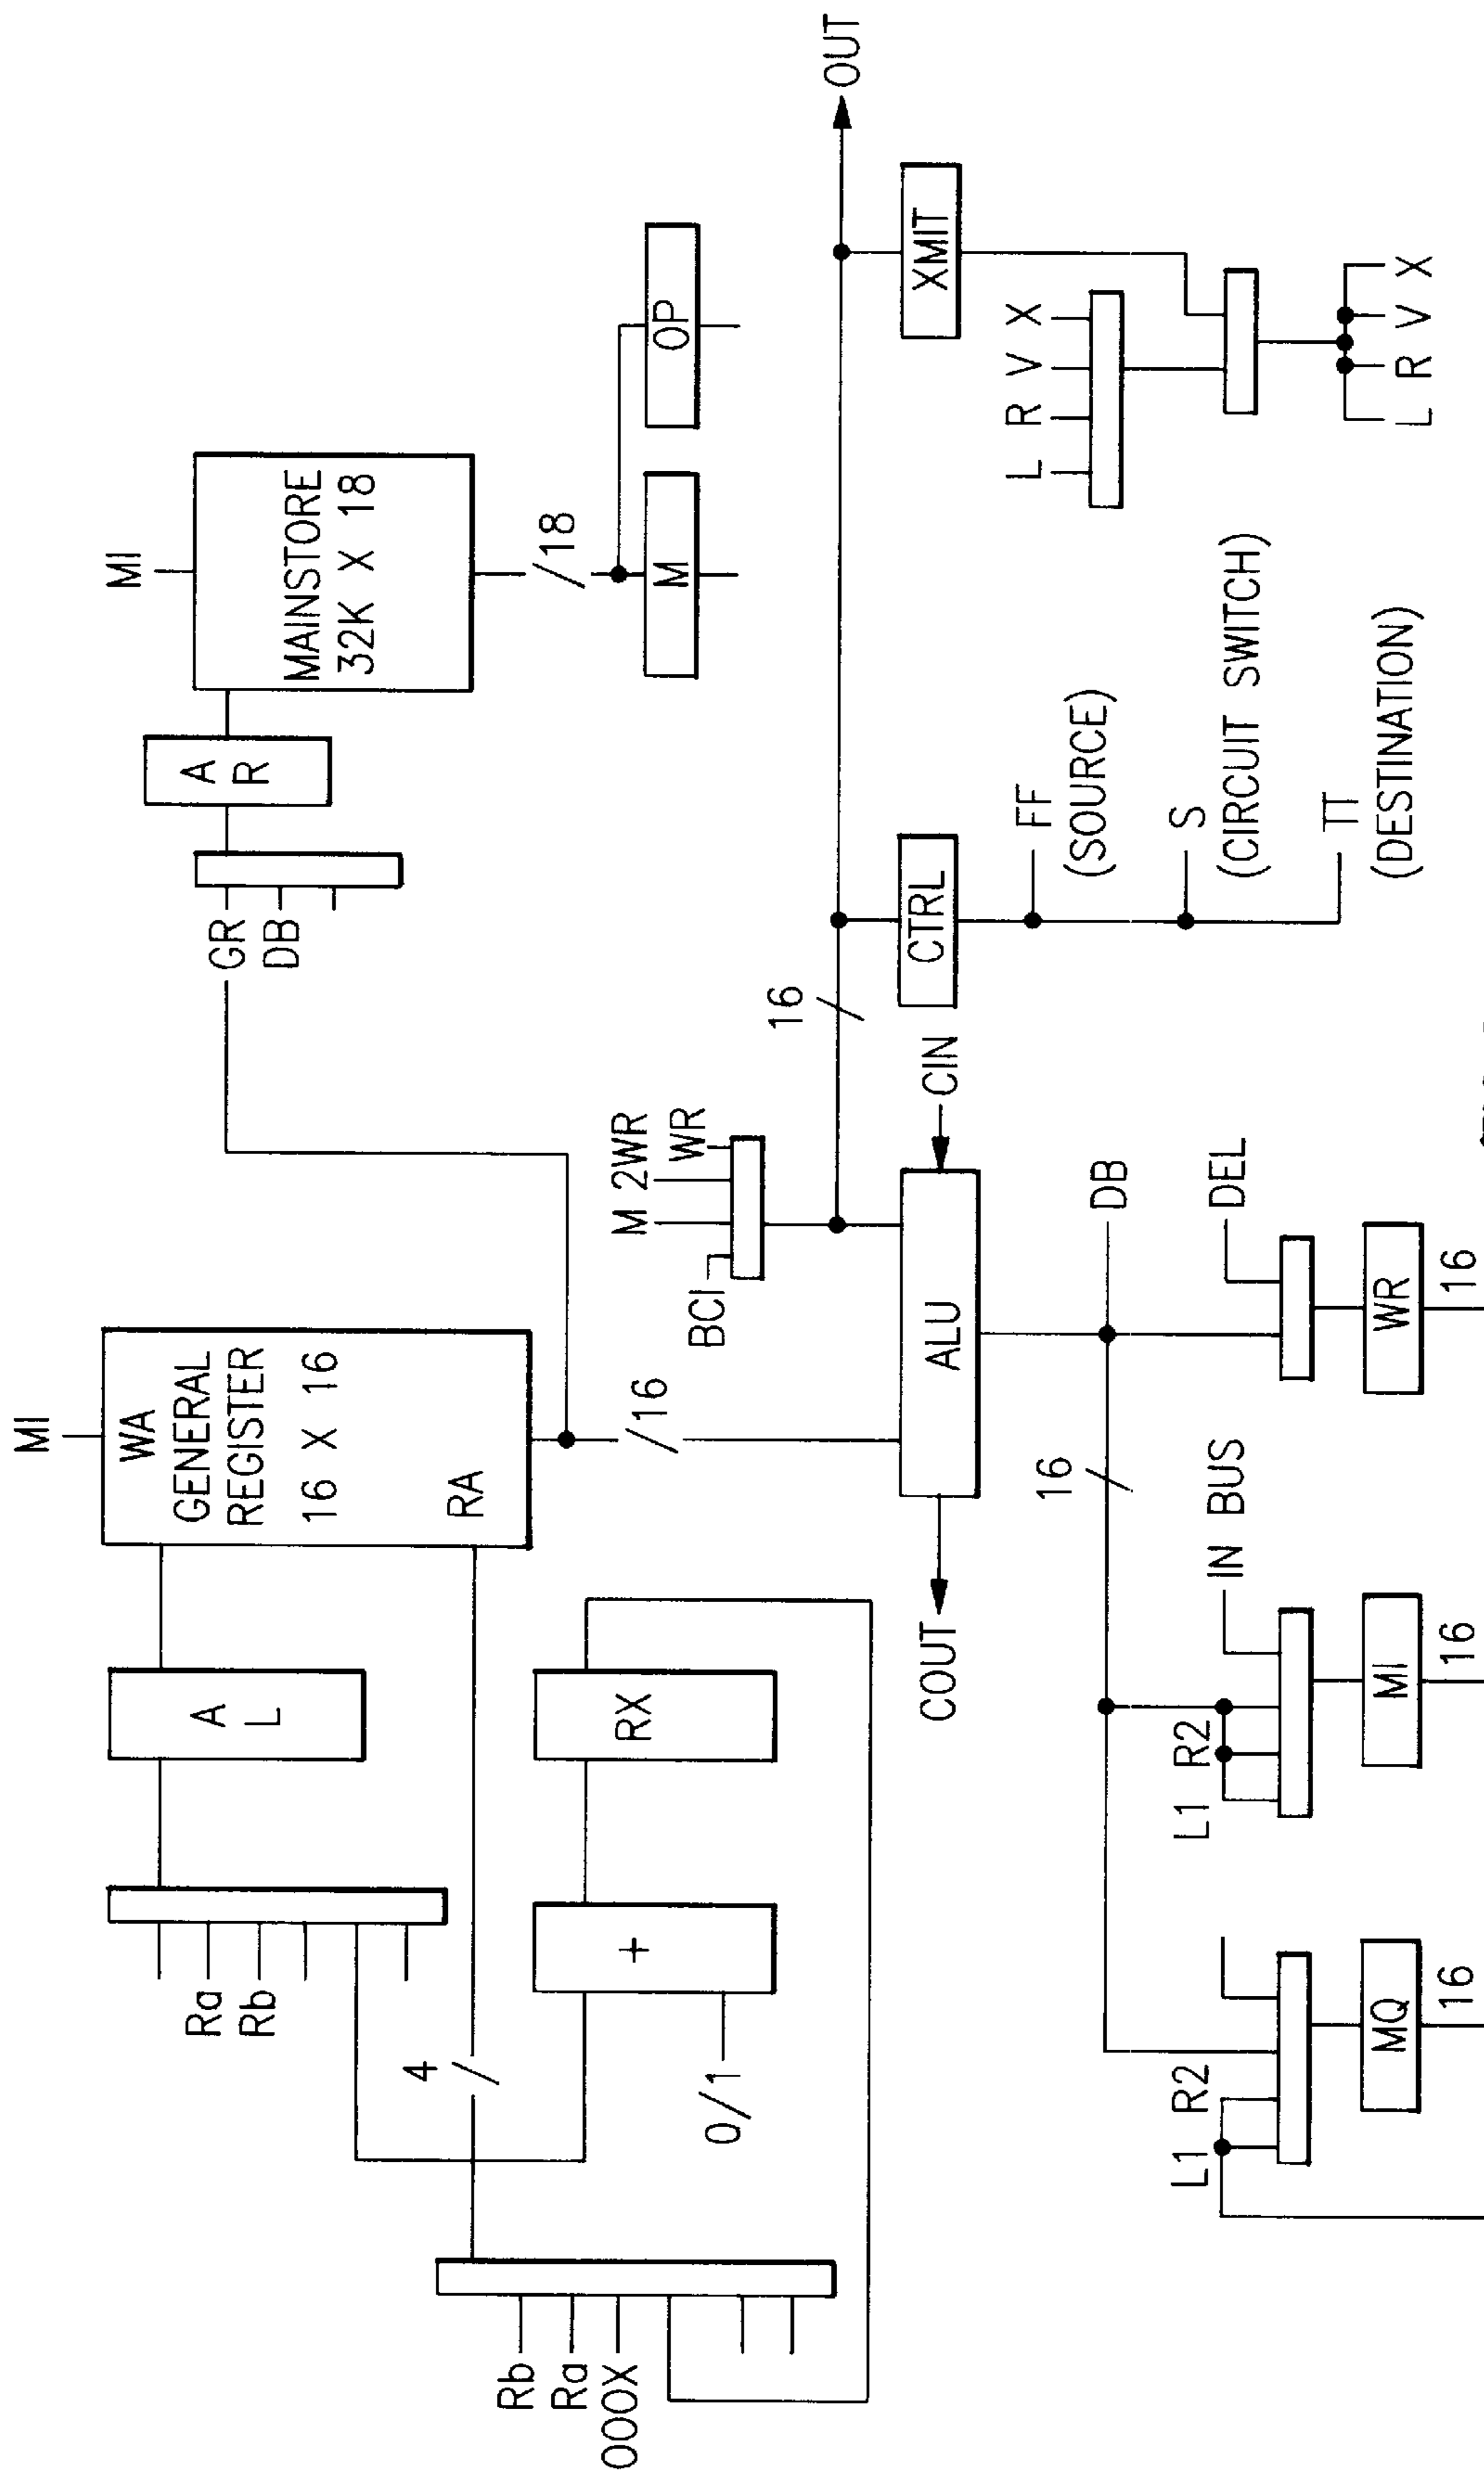 MI
WA
GENERAL
REGISTER
16 X 16
RA
A
L
Ra
Rb
4
RX
+
0/1
Rb
Ra
000X
/16
GR
DB
A
R
MI
MAINSTORE
32K X 18
/18
M
OP
BCI
M
2WR
WR
16
OUT
COUT
ALU
CIN
CTRL
FF
(SOURCE)
S
(CIRCUIT SWITCH)
TT
(DESTINATION)
XMIT
L R V X
L R V X
DB
16
L1 R2
MQ
16
L1 R2
IN BUS
MI
16
DEL
WR
16